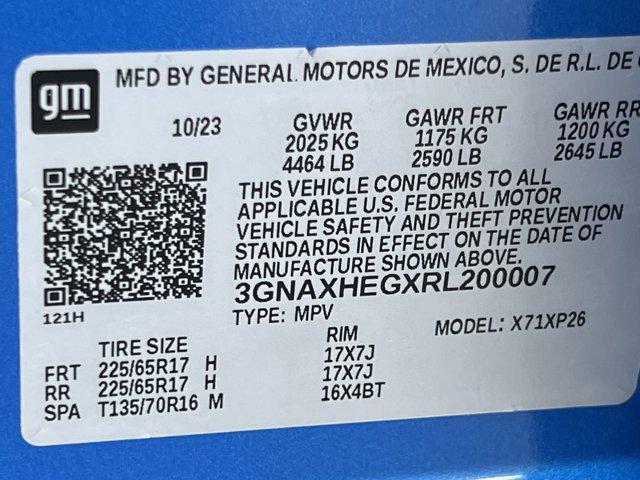 gm
MFD BY GENERAL MOTORS DE MEXICO, S. DE R.L. DE
10/23
GVWR
2025 KG
4464 LB
GAWR FRT
1175 KG
2590 LB
GAWR RR
1200 KG
2645 LB
THIS VEHICLE CONFORMS TO ALL
APPLICABLE U.S. FEDERAL MOTOR
VEHICLE SAFETY AND THEFT PREVENTION
STANDARDS IN EFFECT ON THE DATE OF
MANUFACTURE SHOWN ABOVE.
3GNAXHEGXRL200007
121H
TYPE: MPV
MODEL: X71XP26
TIRE SIZE RIM
FRT 225/65R17 H 17X7J
RR 225/65R17 H 17X7J
SPA T135/70R16 M 16X4BT